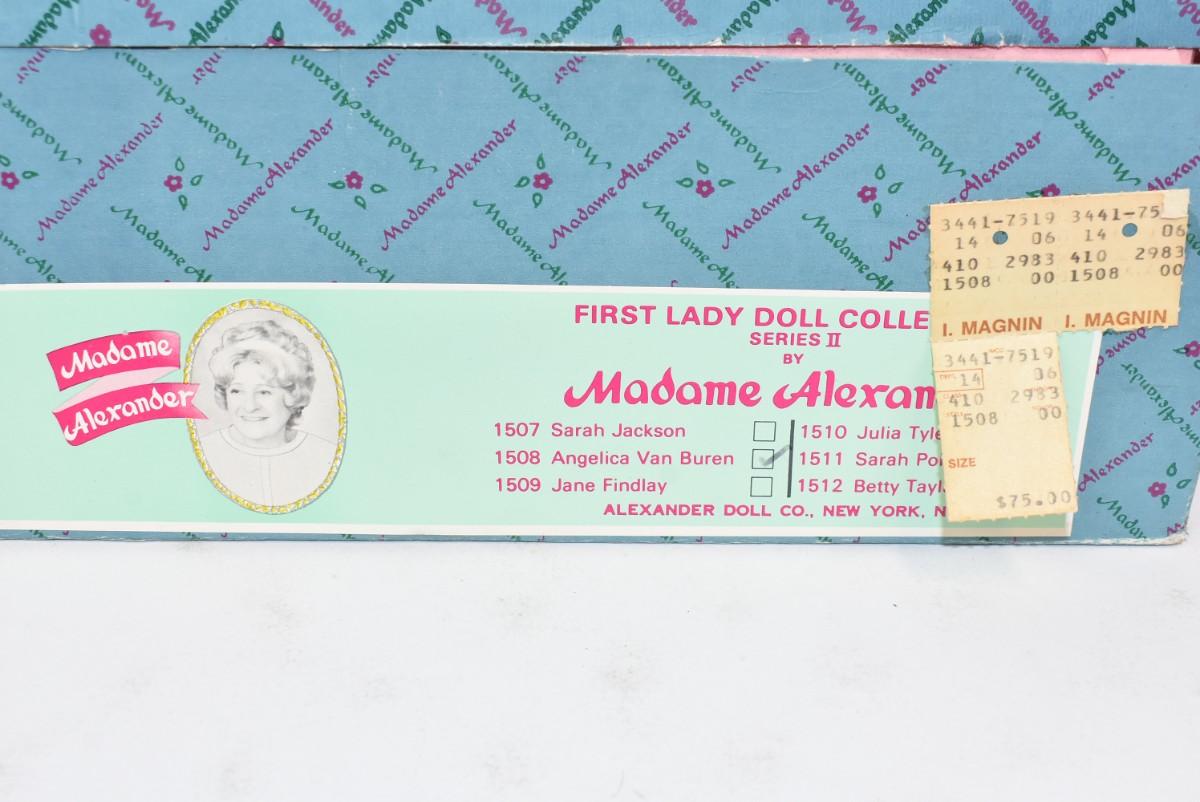 Madame Alexander
Madame
Alexander
FIRST LADY DOLL COLLE
SERIES II
BY
Madame Alexan
1507 Sarah Jackson
1508 Angelica Van Buren
1509 Jane Findlay
1510 Julia Tyle
1511 Sarah Po
1512 Betty Tayl
ALEXANDER DOLL CO., NEW YORK, N
3441-7519 3441-75
14 06 14 06
410 2983 410 2983
1508 00 1508 00
I. MAGNIN I. MAGNIN
3441-7519
14 06
410 2983
1508 00
SIZE
$75.00